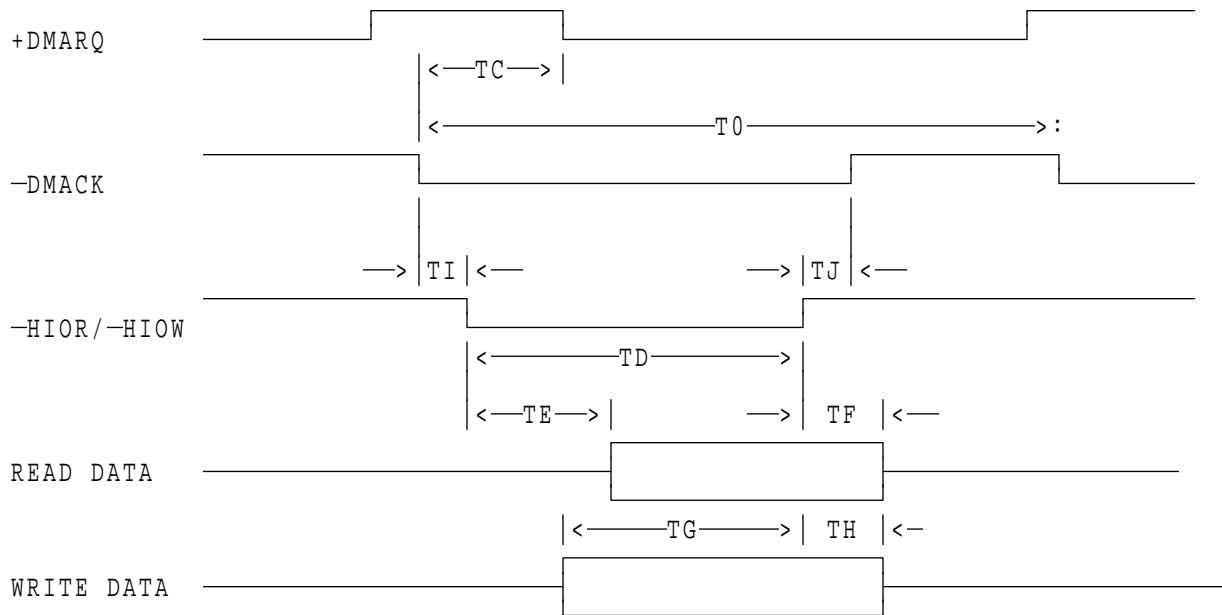 +DMARQ
TC
T0 :
–DMACK
TI TJ
–HIOR/–HIOW
TD
TE TF
READ DATA
TG TH
WRITE DATA